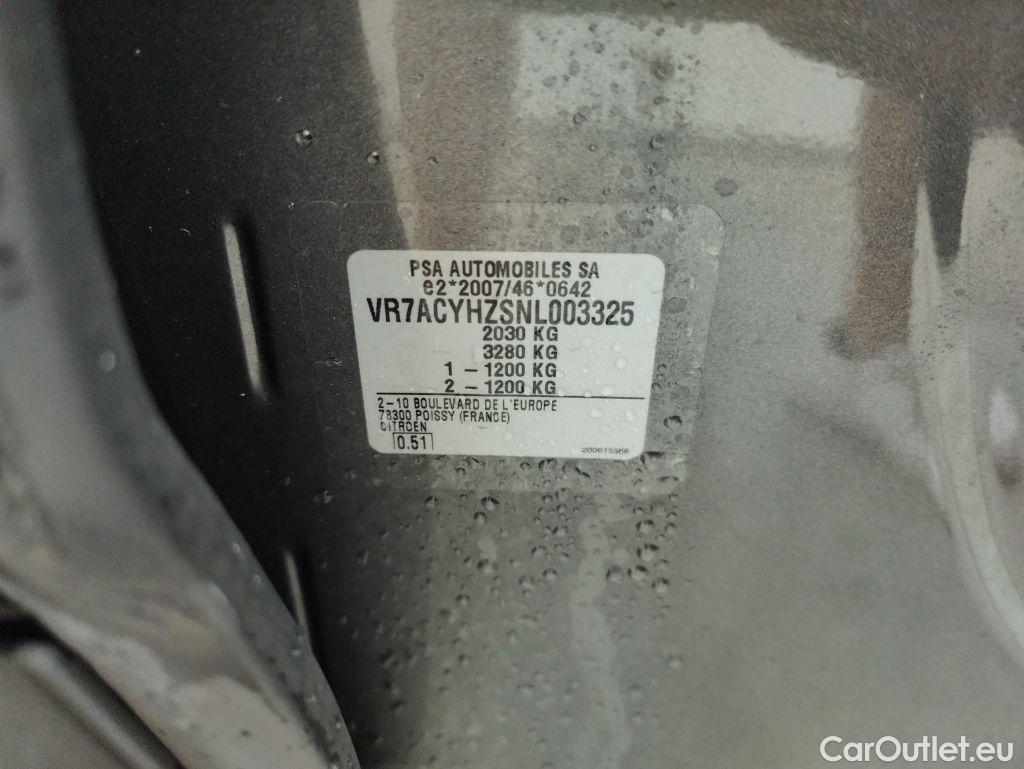 PSA AUTOMOBILES SA
e2*2007/46*0642
VR7ACYHZSNL003325
2030 KG
3280 KG
1 - 1200 KG
2 - 1200 KG
2-10 BOULEVARD DE L'EUROPE
78300 POISSY (FRANCE)
CITROEN
0.51
200615566
CarOutlet.eu